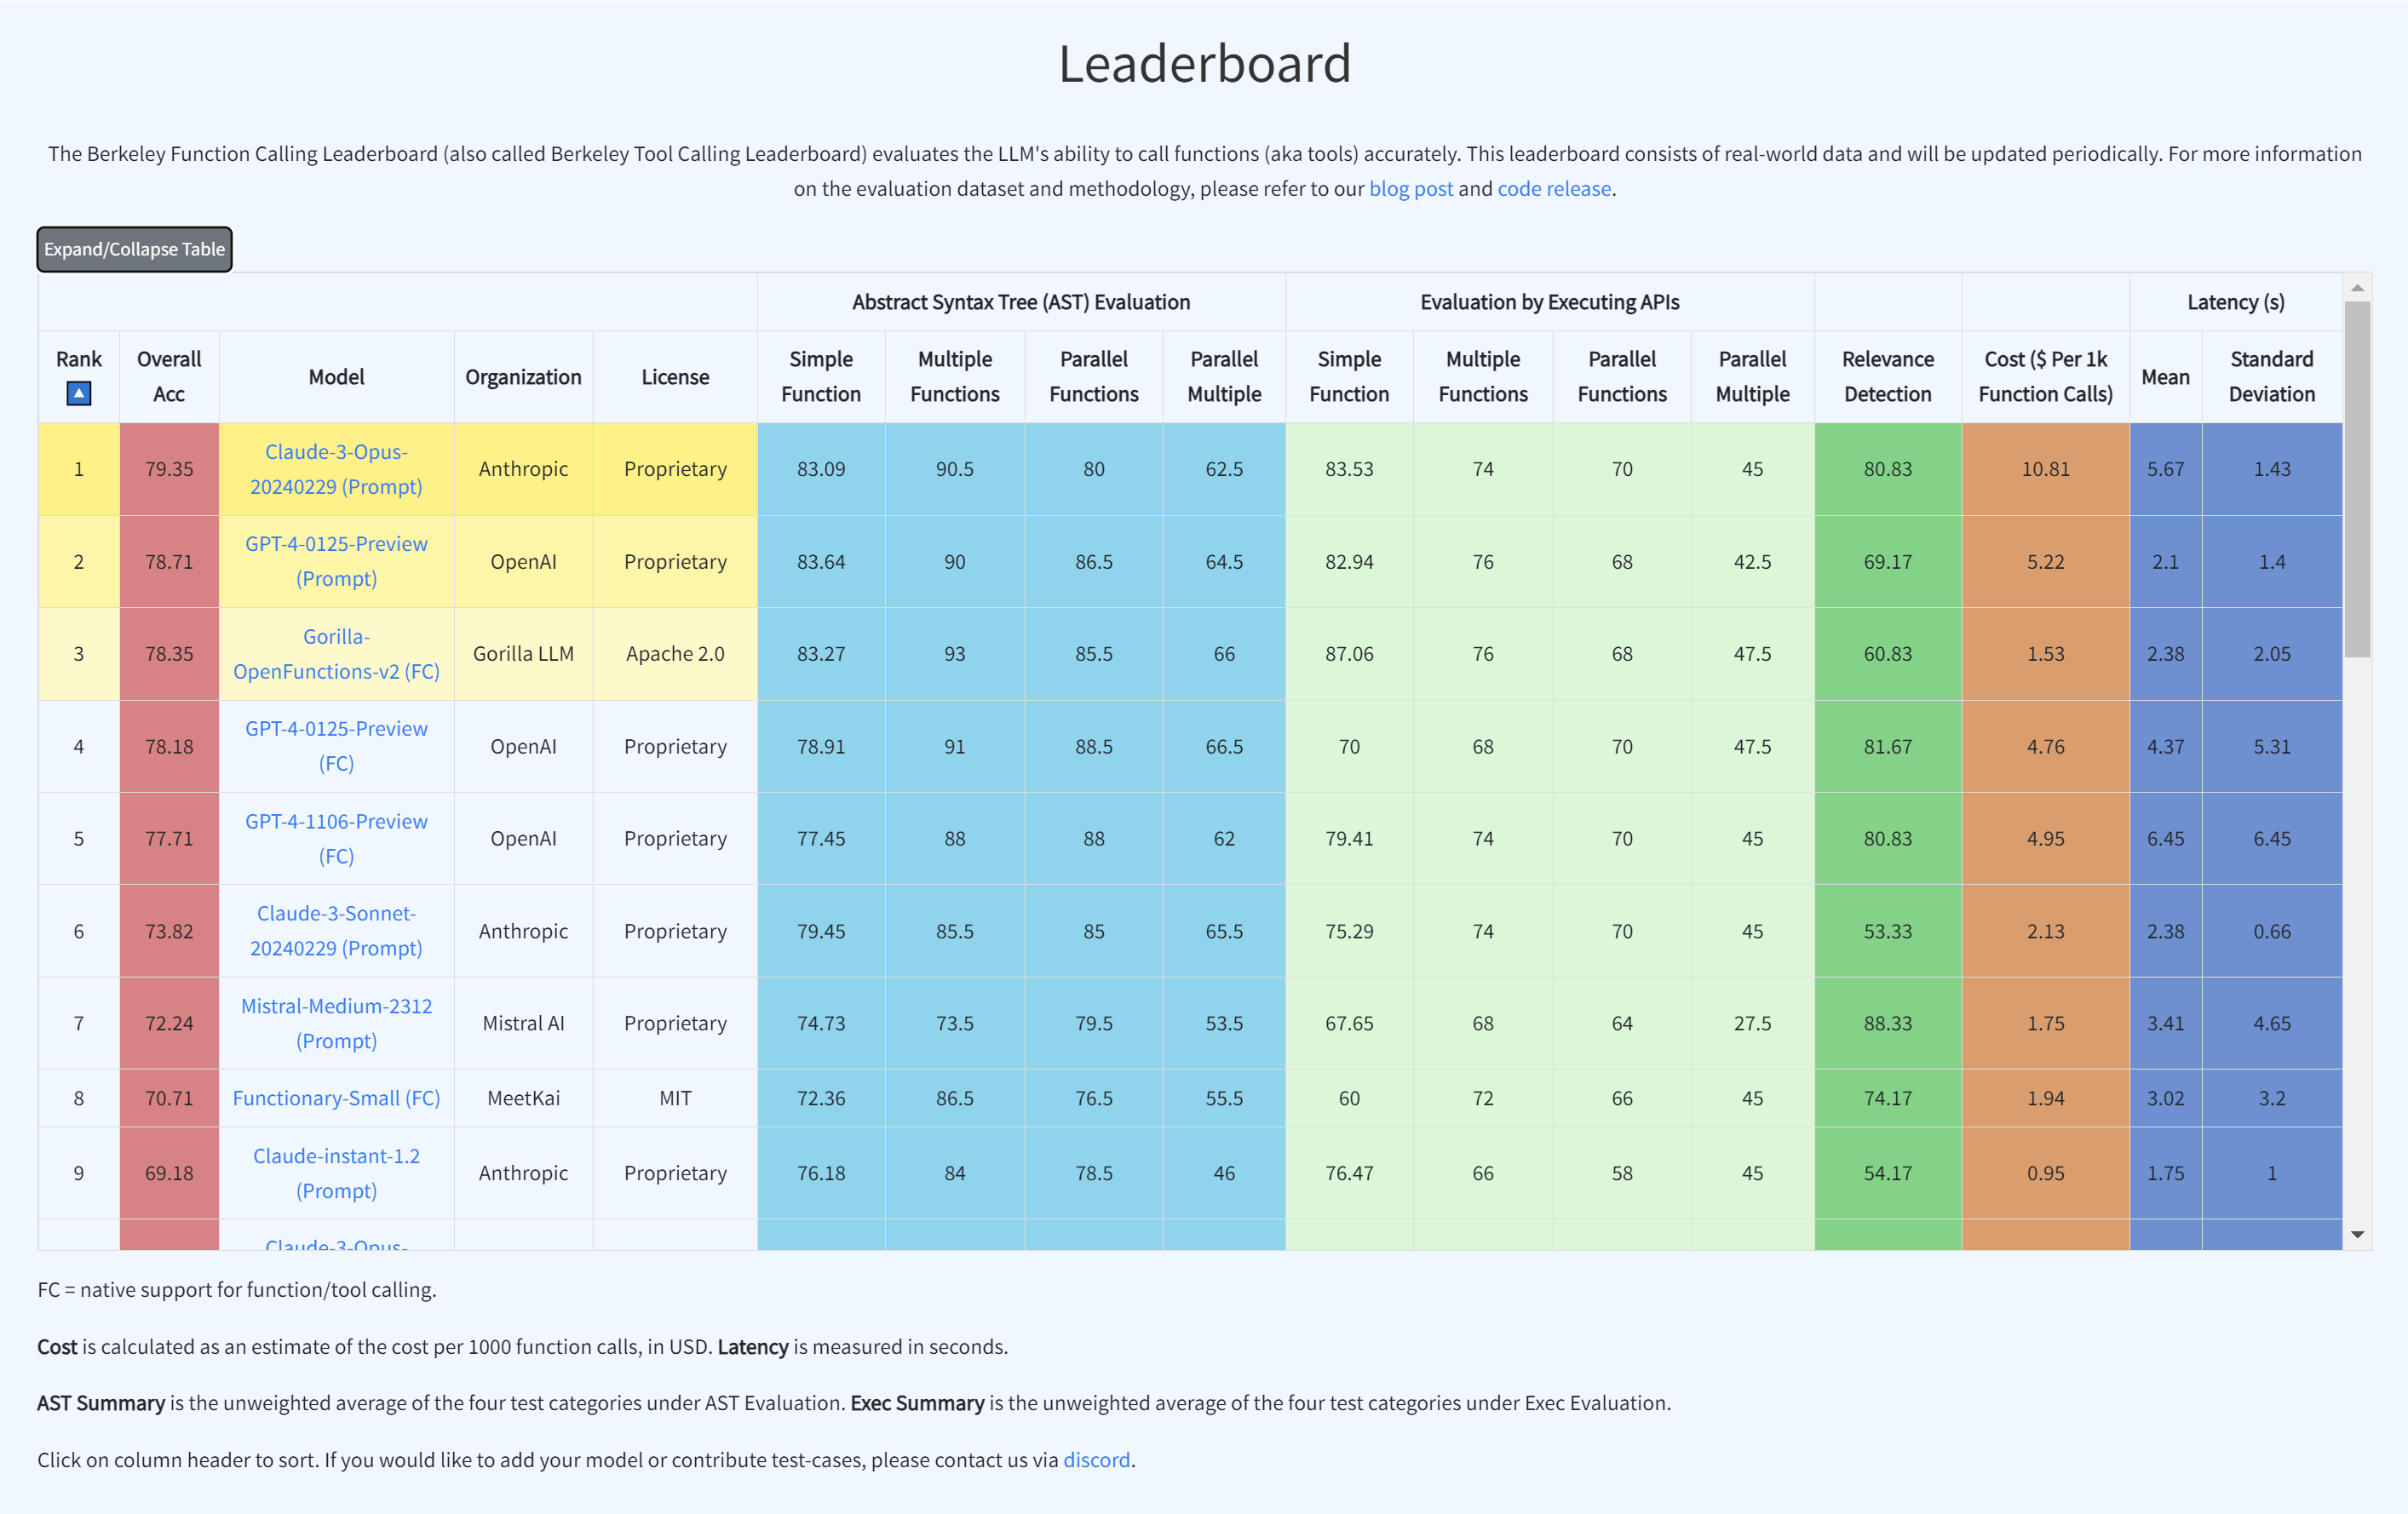 Leaderboard
The Berkeley Function Calling Leaderboard (also called Berkeley Tool Calling Leaderboard) evaluates the LLM's ability to call functions (aka tools) accurately. This leaderboard consists of real-world data and will be updated periodically. For more information
on the evaluation dataset and methodology, please refer to our blog post and code release.
Expand/Collapse Table
Abstract Syntax Tree (AST) Evaluation Evaluation by Executing APIs Latency (s)
Rank Overall Acc Model Organization License Simple Function Multiple Functions Parallel Functions Parallel Multiple Simple Function Multiple Functions Parallel Functions Parallel Multiple Relevance Detection Cost ($ Per 1k Function Calls) Mean Standard Deviation
1 79.35 Claude-3-Opus-20240229 (Prompt) Anthropic Proprietary 83.09 90.5 80 62.5 83.53 74 70 45 80.83 10.81 5.67 1.43
2 78.71 GPT-4-0125-Preview (Prompt) OpenAI Proprietary 83.64 90 86.5 64.5 82.94 76 68 42.5 69.17 5.22 2.1 1.4
3 78.35 Gorilla-OpenFunctions-v2 (FC) Gorilla LLM Apache 2.0 83.27 93 85.5 66 87.06 76 68 47.5 60.83 1.53 2.38 2.05
4 78.18 GPT-4-0125-Preview (FC) OpenAI Proprietary 78.91 91 88.5 66.5 70 68 70 47.5 81.67 4.76 4.37 5.31
5 77.71 GPT-4-1106-Preview (FC) OpenAI Proprietary 77.45 88 88 62 79.41 74 70 45 80.83 4.95 6.45 6.45
6 73.82 Claude-3-Sonnet-20240229 (Prompt) Anthropic Proprietary 79.45 85.5 85 65.5 75.29 74 70 45 53.33 2.13 2.38 0.66
7 72.24 Mistral-Medium-2312 (Prompt) Mistral AI Proprietary 74.73 73.5 79.5 53.5 67.65 68 64 27.5 88.33 1.75 3.41 4.65
8 70.71 Functionary-Small (FC) MeetKai MIT 72.36 86.5 76.5 55.5 60 72 66 45 74.17 1.94 3.02 3.2
9 69.18 Claude-instant-1.2 (Prompt) Anthropic Proprietary 76.18 84 78.5 46 76.47 66 58 45 54.17 0.95 1.75 1
Claude-3-Opus-
FC = native support for function/tool calling.
Cost is calculated as an estimate of the cost per 1000 function calls, in USD. Latency is measured in seconds.
AST Summary is the unweighted average of the four test categories under AST Evaluation. Exec Summary is the unweighted average of the four test categories under Exec Evaluation.
Click on column header to sort. If you would like to add your model or contribute test-cases, please contact us via discord.